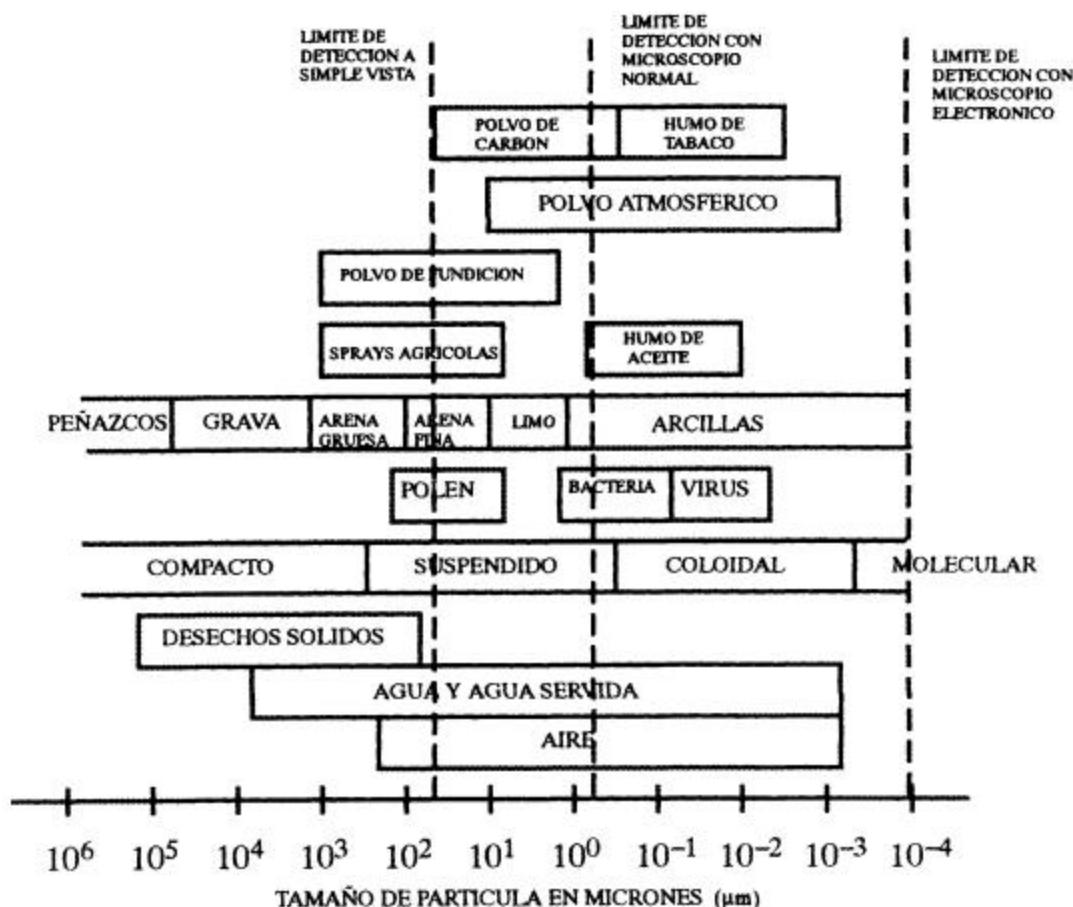 LIMITE DE
DETECCION A
SIMPLE VISTA
LIMITE DE
DETECCION CON
MICROSCOPIO
NORMAL
LIMITE DE
DETECCION CON
MICROSCOPIO
ELECTRONICO
POLVO DE
CARBON
HUMO DE
TABACO
POLVO ATMOSFERICO
POLVO DE FUNDICION
SPRAYS AGRICOLAS
HUMO DE
ACEITE
PEÑAZCOS
GRAVA
ARENA
GRUESA
ARENA
FINA
LIMO
ARCILLAS
POLEN
BACTERIA
VIRUS
COMPACTO
SUSPENDIDO
COLOIDAL
MOLECULAR
DESECHOS SOLIDOS
AGUA Y AGUA SERVIDA
AIRE
10⁶ 10⁵ 10⁴ 10³ 10² 10¹ 10⁰ 10⁻¹ 10⁻² 10⁻³ 10⁻⁴
TAMAÑO DE PARTICULA EN MICRONES (µm)